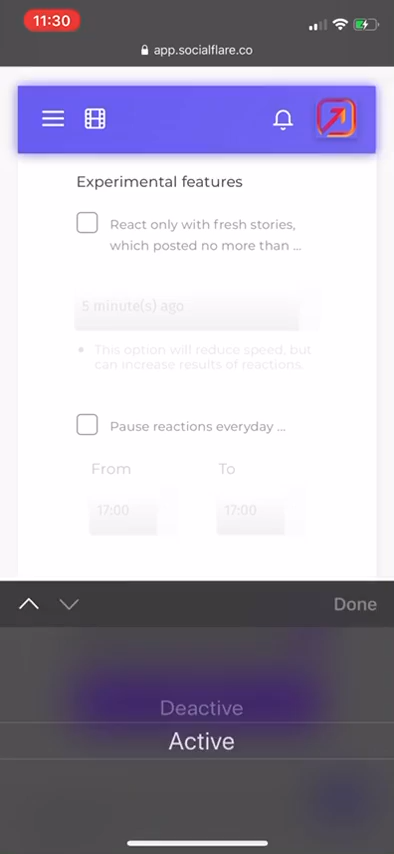 11:30
app.socialflare.co
Experimental features
React only with fresh stories,
which posted no more than ...
5 minute(s) ago
This option will reduce speed, but
can increase results of reactions.
Pause reactions everyday ...
From To
17:00 17:00
Done
Deactive
Active